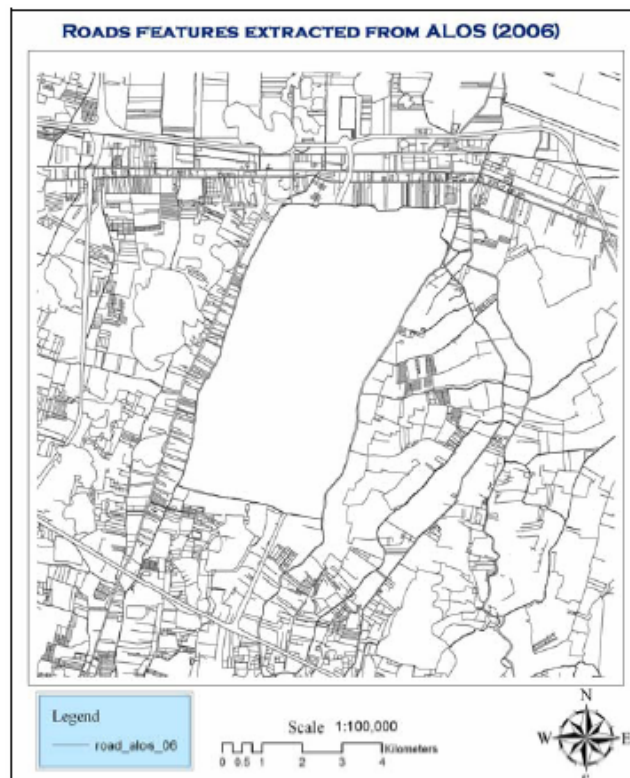 ROADS FEATURES EXTRACTED FROM ALOS (2006)
Legend
road_alos_06
Scale 1:100,000
Kilometers
0 0.5 1 2 3 4
N
W E
S